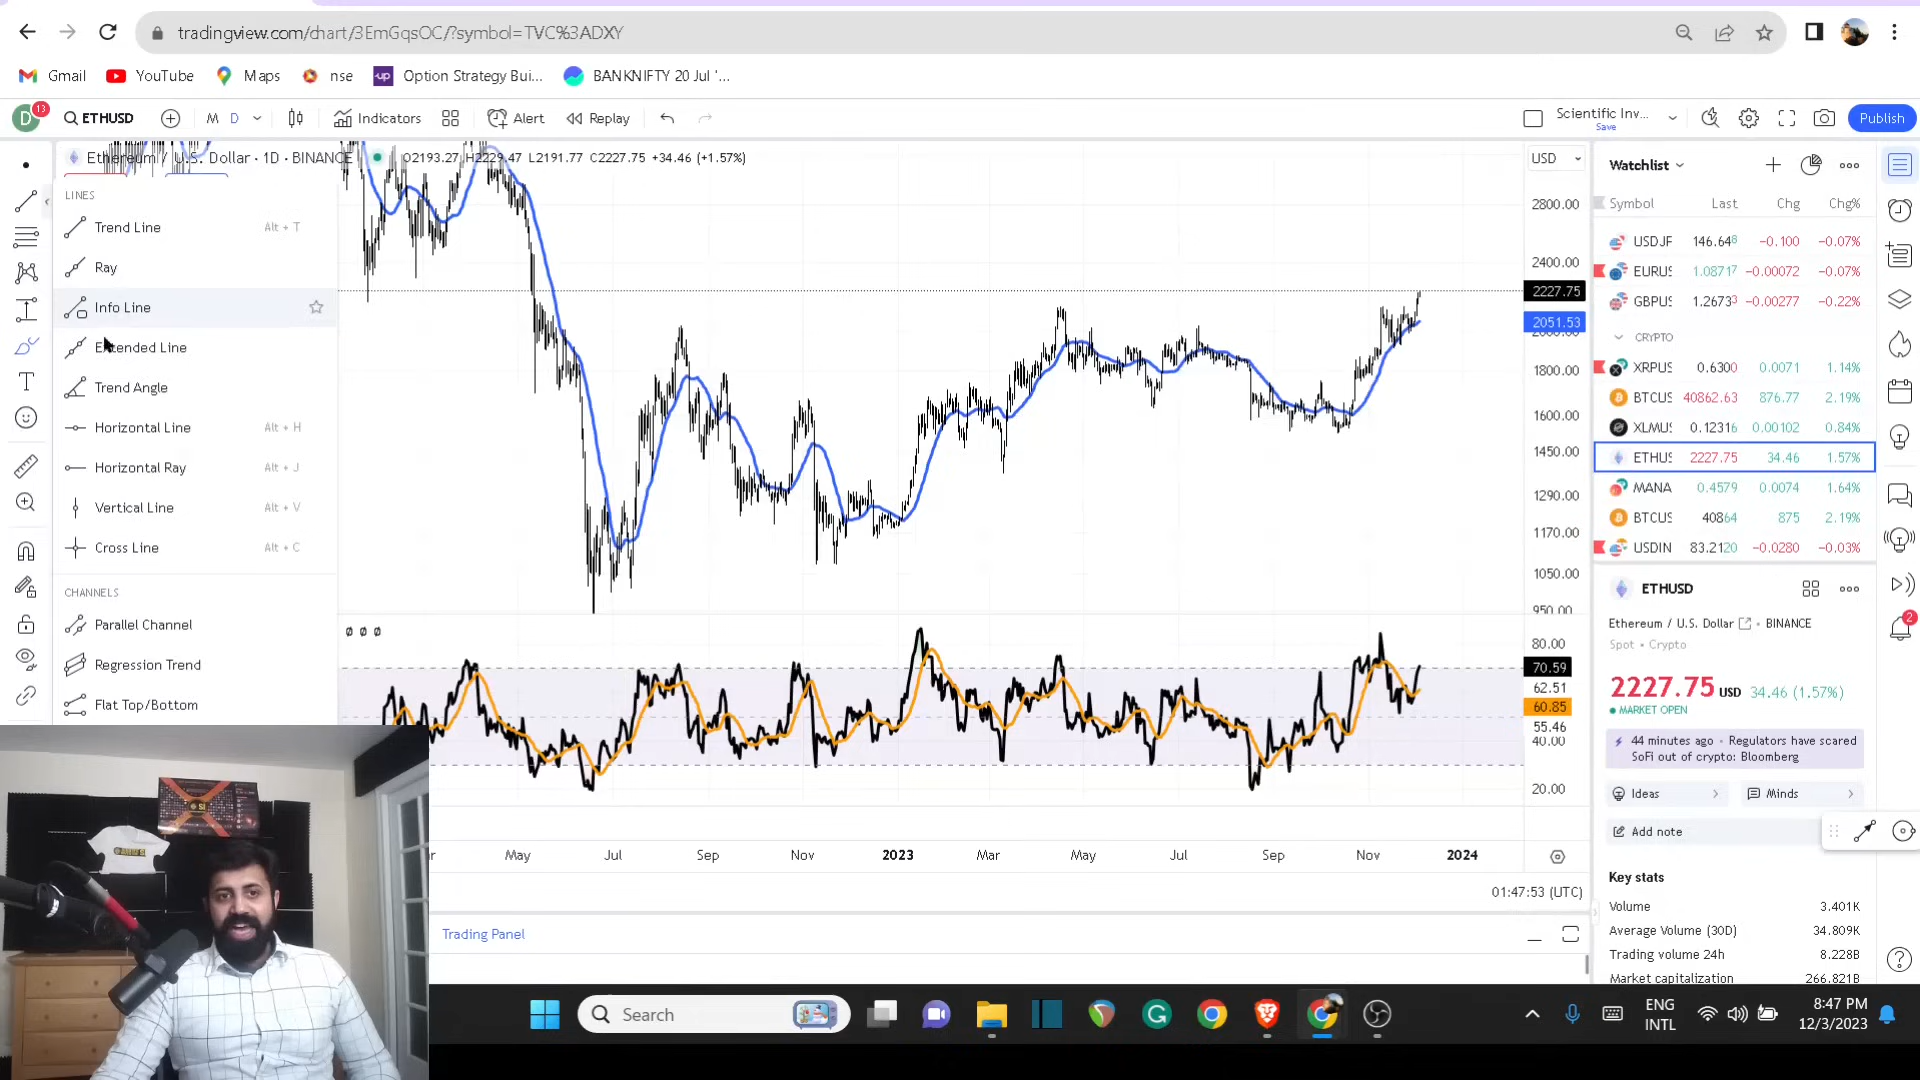 tradingview.com/chart/3EmGqsOC/?symbol=TVC%3ADXY
Gmail YouTube Maps nse up Option Strategy Bui... BANKNIFTY 20 Jul '...
D 13 ETHUSD M D Indicators Alert Replay Scientific Inv... Save Publish
Ethereum / U.S. Dollar · 1D · BINANCE O2193.27 H2229.47 L2191.77 C2227.75 +34.46 (+1.57%)
LINES
Trend Line Alt + T
Ray
Info Line
Extended Line
Trend Angle
Horizontal Line Alt + H
Horizontal Ray Alt + J
Vertical Line Alt + V
Cross Line Alt + C
CHANNELS
Parallel Channel
Regression Trend
Flat Top/Bottom
Ø Ø Ø
USD
2800.00
2400.00
2227.75
2051.53
2000.00
1800.00
1600.00
1450.00
1290.00
1170.00
1050.00
950.00
80.00
70.59
62.51
60.85
55.46
40.00
20.00
May Jul Sep Nov 2023 Mar May Jul Sep Nov 2024
01:47:53 (UTC)
Trading Panel
Watchlist
Symbol Last Chg Chg%
USDJF 146.648 −0.100 −0.07%
EURUS 1.08717 −0.00072 −0.07%
GBPUS 1.26733 −0.00277 −0.22%
CRYPTO
XRPUS 0.6300 0.0071 1.14%
BTCUS 40862.63 876.77 2.19%
XLMUS 0.12316 0.00102 0.84%
ETHUS 2227.75 34.46 1.57%
MANA 0.4579 0.0074 1.64%
BTCUS 40864 875 2.19%
USDIN 83.2120 −0.0280 −0.03%
ETHUSD
Ethereum / U.S. Dollar • BINANCE
Spot • Crypto
2227.75 USD 34.46 (1.57%)
MARKET OPEN
44 minutes ago • Regulators have scared
SoFi out of crypto: Bloomberg
Ideas Minds
Add note
2
Key stats
Volume 3.401K
Average Volume (30D) 34.809K
Trading volume 24h 8.228B
Market capitalization 266.821B
Search
ENG
INTL
8:47 PM
12/3/2023